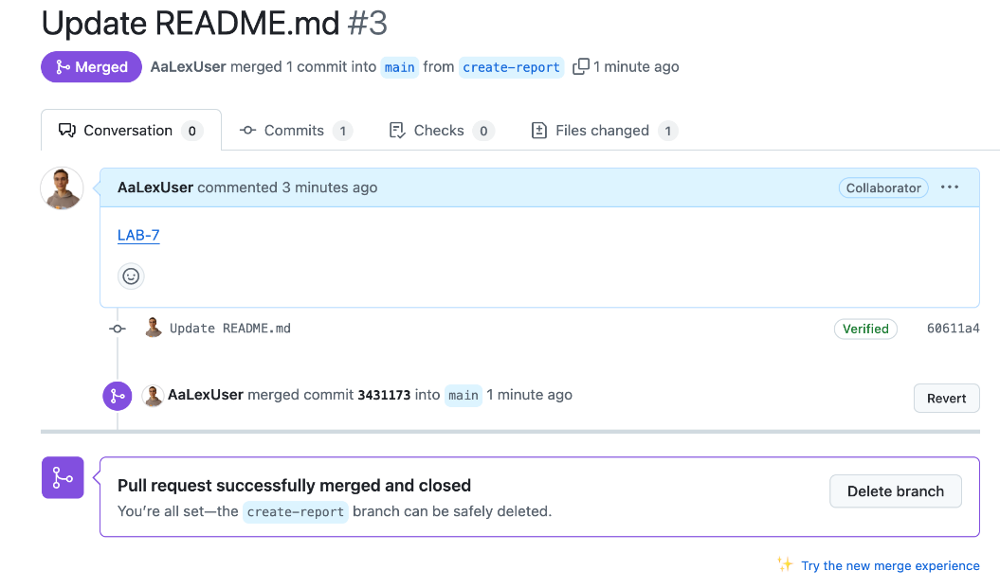 Update README.md #3
Merged AaLexUser merged 1 commit into main from create-report 1 minute ago
Conversation 0 Commits 1 Checks 0 Files changed 1
AaLexUser commented 3 minutes ago Collaborator ...
LAB-7
Update README.md Verified 60611a4
AaLexUser merged commit 3431173 into main 1 minute ago Revert
Pull request successfully merged and closed
You're all set—the create-report branch can be safely deleted.
Delete branch
Try the new merge experience